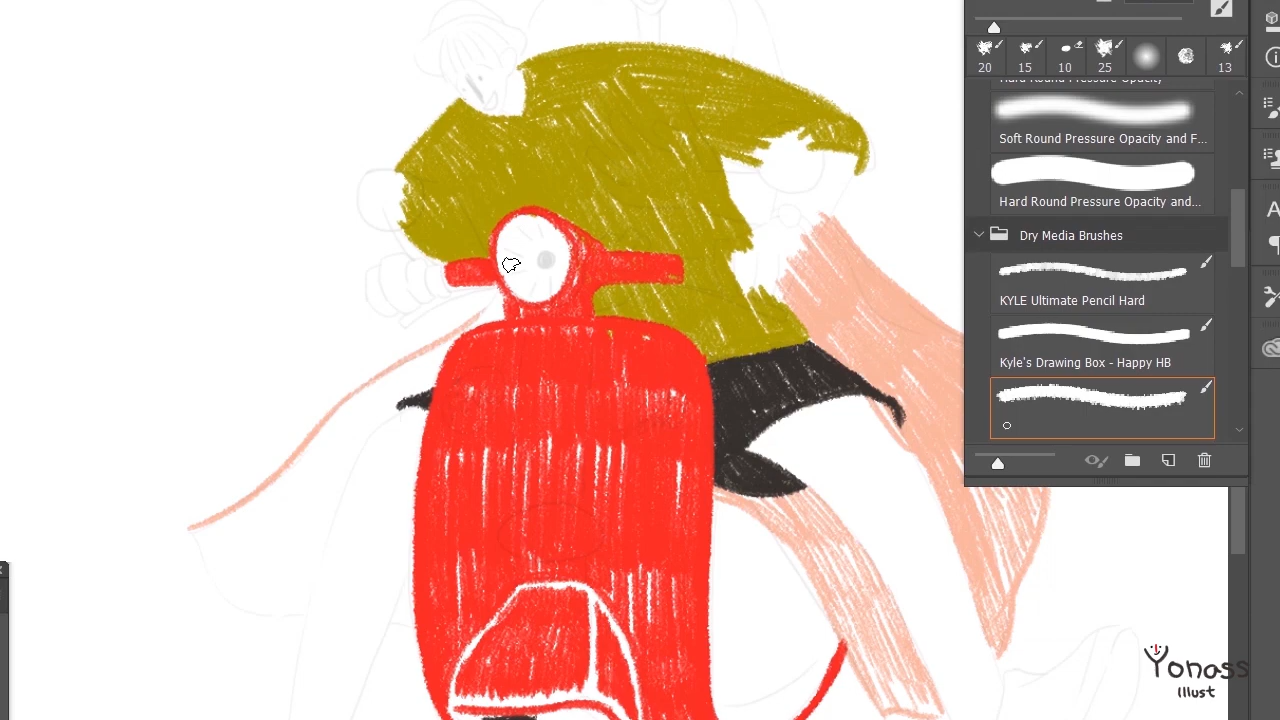 20 15 10 25 13
Hard Round Pressure Opacity
Soft Round Pressure Opacity and F...
Hard Round Pressure Opacity and...
Dry Media Brushes
KYLE Ultimate Pencil Hard
Kyle's Drawing Box - Happy HB
Yonass
Illust